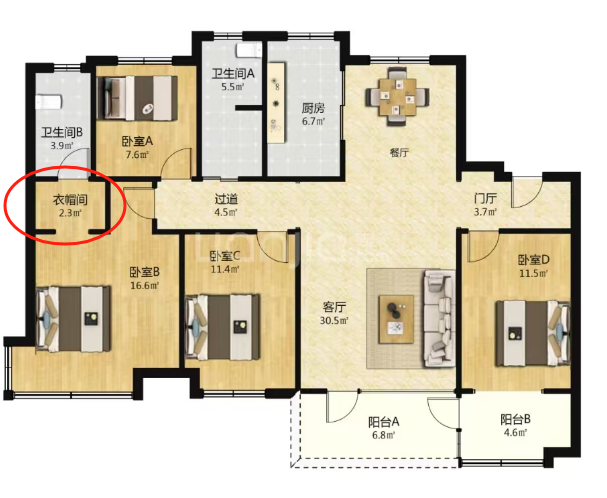 卫生间A
5.5㎡
厨房
6.7㎡
卫生间B
3.9㎡
卧室A
7.6㎡
餐厅
衣帽间
2.3㎡
过道
4.5㎡
门厅
3.7㎡
卧室B
16.6㎡
卧室C
11.4㎡
卧室D
11.5㎡
客厅
30.5㎡
阳台A
6.8㎡
阳台B
4.6㎡